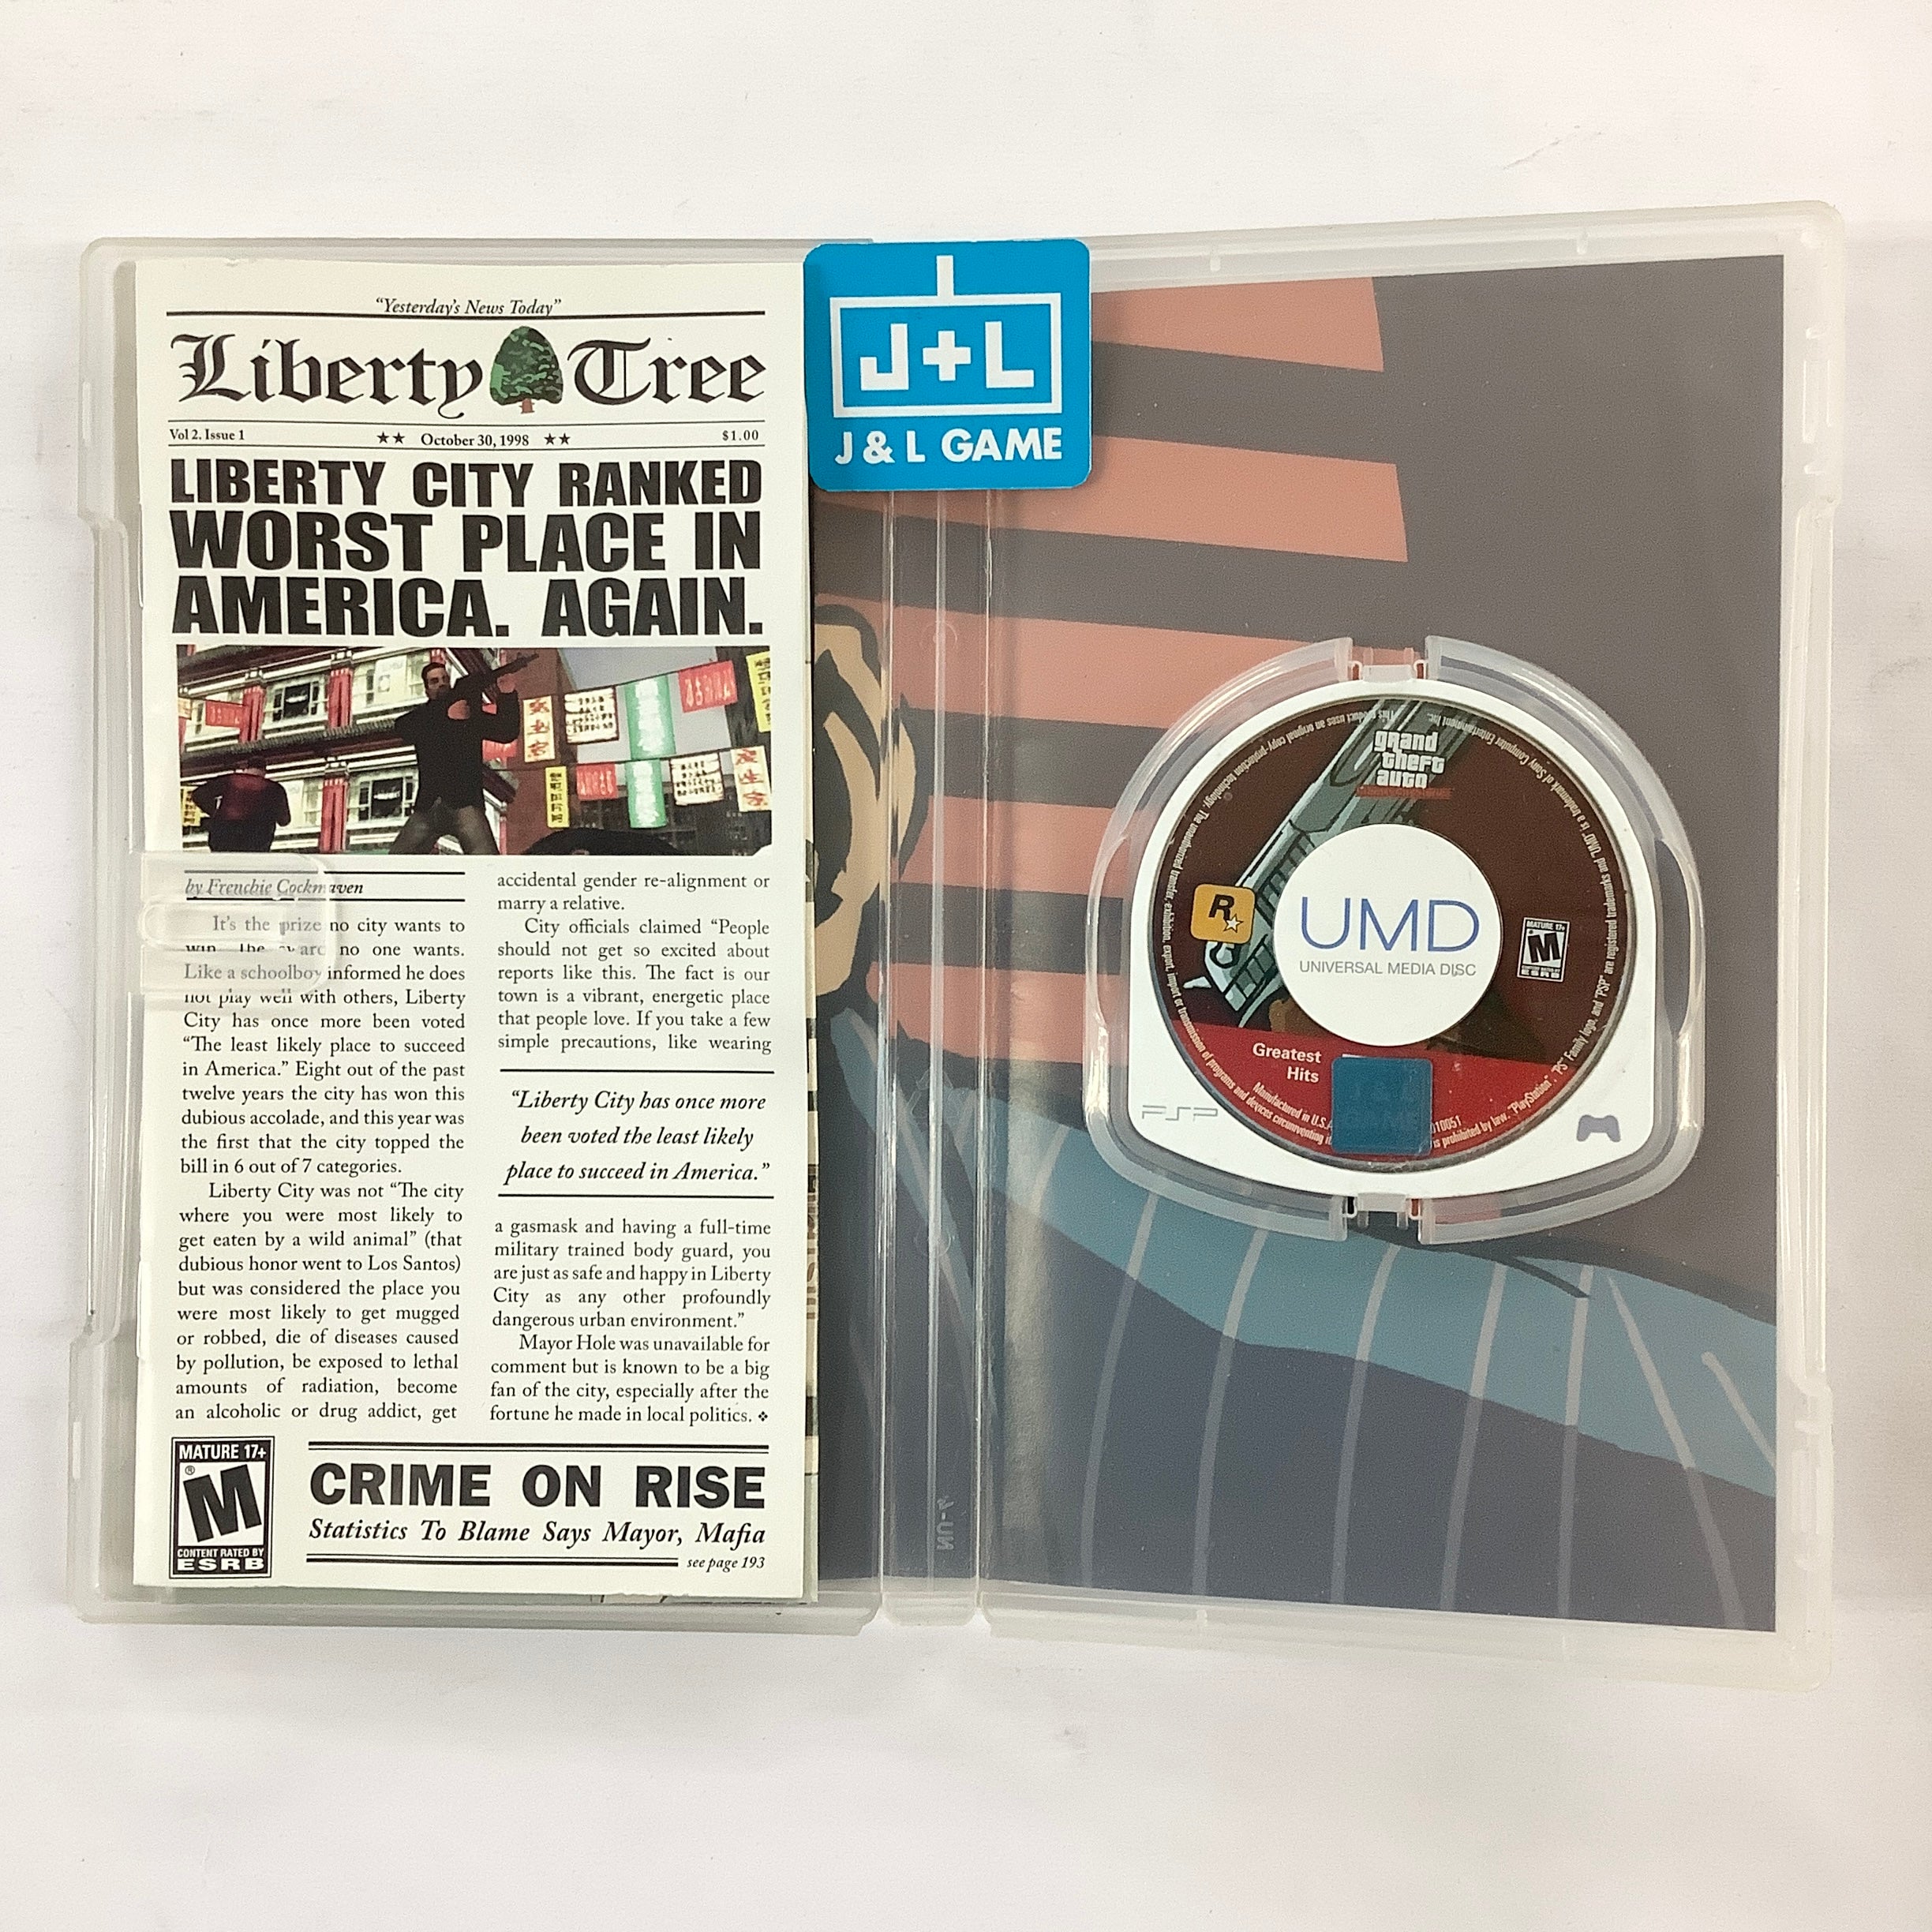 "Yesterday's News Today"
Liberty Tree
Vol 2. Issue 1
★★ October 30, 1998 ★★
$1.00
LIBERTY CITY RANKED
WORST PLACE IN
AMERICA. AGAIN.
by Frenchie Cockmaven
It's the prize no city wants to
win. The no one wants.
Like a schoolboy informed he does
not play well with others, Liberty
City has once more been voted
"The least likely place to succeed
in America." Eight out of the past
twelve years the city has won this
dubious accolade, and this year was
the first that the city topped the
bill in 6 out of 7 categories.
Liberty City was not "The city
where you were most likely to
get eaten by a wild animal" (that
dubious honor went to Los Santos)
but was considered the place you
were most likely to get mugged
or robbed, die of diseases caused
by pollution, be exposed to lethal
amounts of radiation, become
an alcoholic or drug addict, get
accidental gender re-alignment or
marry a relative.
City officials claimed "People
should not get so excited about
reports like this. The fact is our
town is a vibrant, energetic place
that people love. If you take a few
simple precautions, like wearing
"Liberty City has once more
been voted the least likely
place to succeed in America."
a gasmask and having a full-time
military trained body guard, you
are just as safe and happy in Liberty
City as any other profoundly
dangerous urban environment."
Mayor Hole was unavailable for
comment but is known to be a big
fan of the city, especially after the
fortune he made in local politics. ❖
MATURE 17+
M®
CONTENT RATED BY
ESRB
CRIME ON RISE
Statistics To Blame Says Mayor, Mafia
see page 193
J+L
J & L GAME
grand
theft
auto
R★
UMD
UNIVERSAL MEDIA DISC
MATURE 17+
M
ESRB
Greatest
Hits
PSP